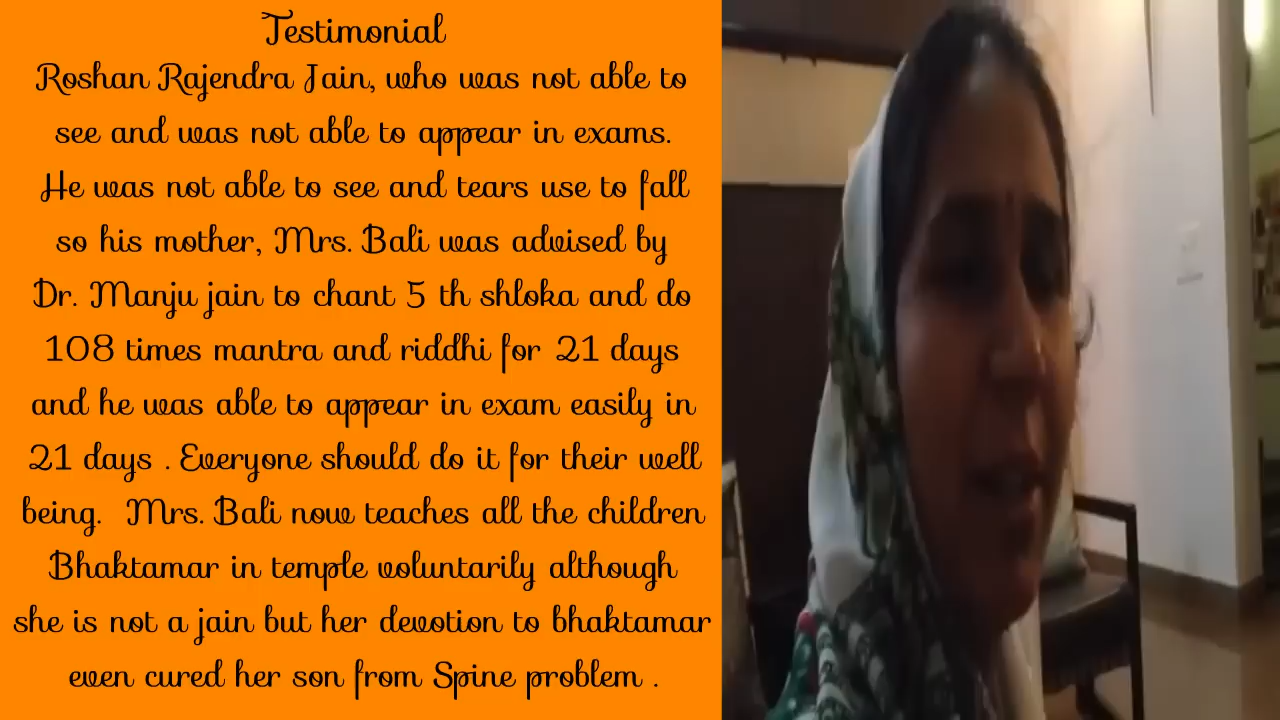 Testimonial
Roshan Rajendra Jain, who was not able to
see and was not able to appear in exams.
He was not able to see and tears use to fall
so his mother, Mrs. Bali was advised by
Dr. Manju jain to chant 5 th shloka and do
108 times mantra and riddhi for 21 days
and he was able to appear in exam easily in
21 days . Everyone should do it for their well
being. Mrs. Bali now teaches all the children
Bhaktamar in temple voluntarily although
she is not a jain but her devotion to bhaktamar
even cured her son from Spine problem .